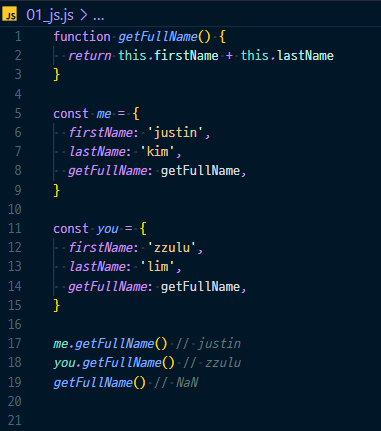 JS 01_js.js > ...
1 function getFullName() {
2 return this.firstName + this.lastName
3 }
4
5 const me = {
6 firstName: 'justin',
7 lastName: 'kim',
8 getFullName: getFullName,
9 }
10
11 const you = {
12 firstName: 'zzulu',
13 lastName: 'lim',
14 getFullName: getFullName,
15 }
16
17 me.getFullName() // justin
18 you.getFullName() // zzulu
19 getFullName() // NaN
20
21